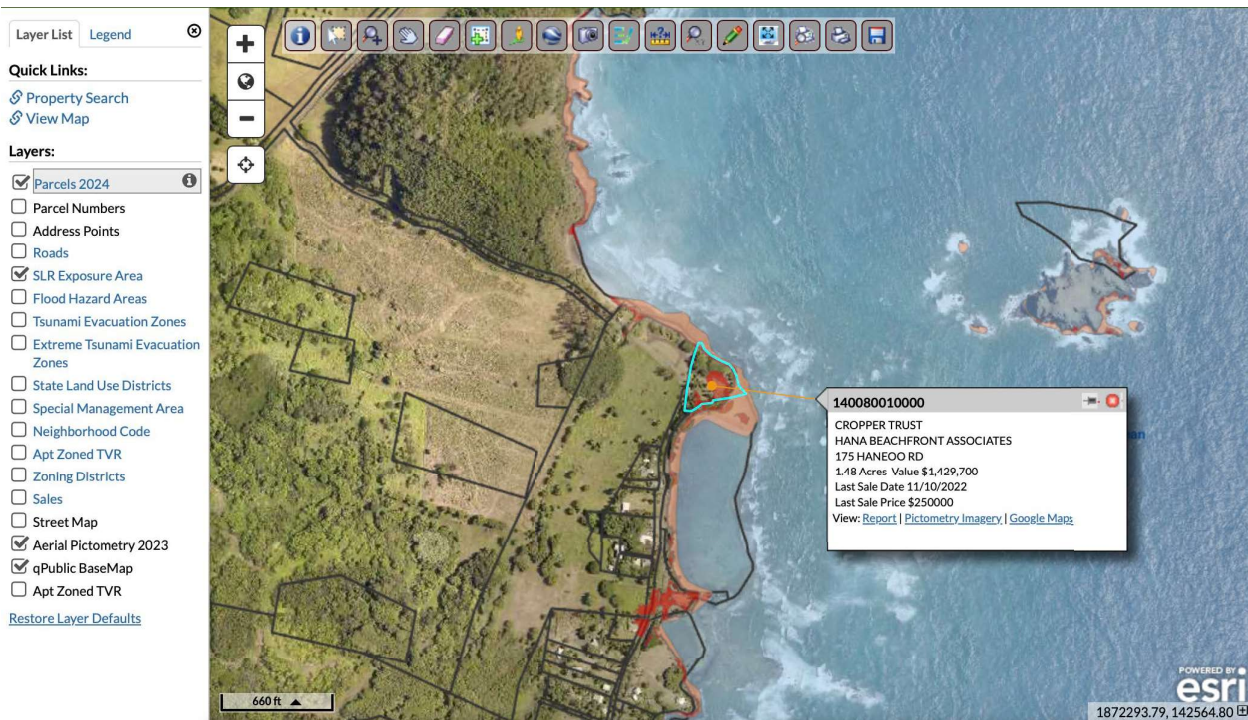 Layer List
Legend
Quick Links:
Property Search
View Map
Layers:
Parcels 2024
Parcel Numbers
Address Points
Roads
SLR Exposure Area
Flood Hazard Areas
Tsunami Evacuation Zones
Extreme Tsunami Evacuation
Zones
State Land Use Districts
Special Management Area
Neighborhood Code
Apt Zoned TVR
Zoning Districts
Sales
Street Map
Aerial Pictometry 2023
qPublic BaseMap
Apt Zoned TVR
Restore Layer Defaults
140080010000
CROPPER TRUST
HANA BEACHFRONT ASSOCIATES
175 HANEOO RD
1.48 Acres Value $1,429,700
Last Sale Date 11/10/2022
Last Sale Price $250000
View: Report | Pictometry Imagery | Google Maps
660 ft
POWERED BY
esri
1872293.79, 142564.80